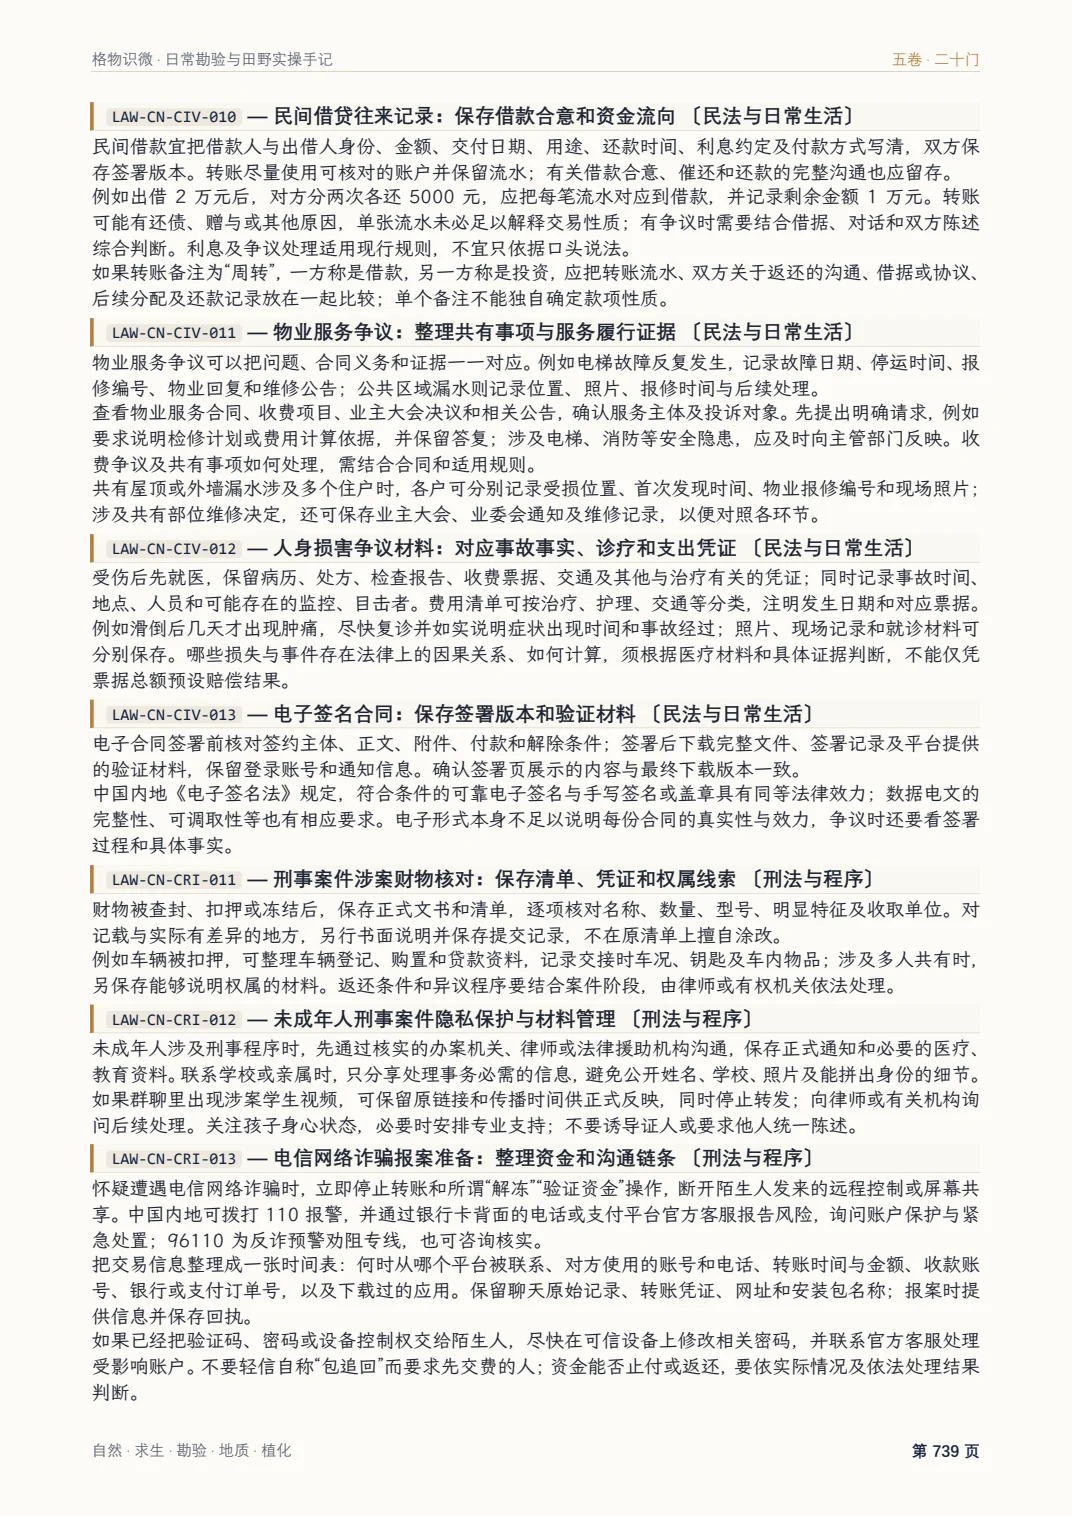 格物识微 · 日常勘验与田野实操手记
五卷 · 二十门
LAW-CN-CIV-010 — 民间借贷往来记录：保存借款合意和资金流向 〔民法与日常生活〕
民间借款宜把借款人与出借人身份、金额、交付日期、用途、还款时间、利息约定及付款方式写清，双方保
存签署版本。转账尽量使用可核对的账户并保留流水；有关借款合意、催还和还款的完整沟通也应留存。
例如出借 2 万元后，对方分两次各还 5000 元，应把每笔流水对应到借款，并记录剩余金额 1 万元。转账
可能有还债、赠与或其他原因，单张流水未必足以解释交易性质；有争议时需要结合借据、对话和双方陈述
综合判断。利息及争议处理适用现行规则，不宜只依据口头说法。
如果转账备注为“周转”，一方称是借款，另一方称是投资，应把转账流水、双方关于返还的沟通、借据或协议、
后续分配及还款记录放在一起比较；单个备注不能独自确定款项性质。
LAW-CN-CIV-011 — 物业服务争议：整理共有事项与服务履行证据 〔民法与日常生活〕
物业服务争议可以把问题、合同义务和证据一一对应。例如电梯故障反复发生，记录故障日期、停运时间、报
修编号、物业回复和维修公告；公共区域漏水则记录位置、照片、报修时间与后续处理。
查看物业服务合同、收费项目、业主大会决议和相关公告，确认服务主体及投诉对象。先提出明确请求，例如
要求说明检修计划或费用计算依据，并保留答复；涉及电梯、消防等安全隐患，应及时向主管部门反映。收
费争议及共有事项如何处理，需结合合同和适用规则。
共有屋顶或外墙漏水涉及多个住户时，各户可分别记录受损位置、首次发现时间、物业报修编号和现场照片；
涉及共有部位维修决定，还可保存业主大会、业委会通知及维修记录，以便对照各环节。
LAW-CN-CIV-012 — 人身损害争议材料：对应事故事实、诊疗和支出凭证 〔民法与日常生活〕
受伤后先就医，保留病历、处方、检查报告、收费票据、交通及其他与治疗有关的凭证；同时记录事故时间、
地点、人员和可能存在的监控、目击者。费用清单可按治疗、护理、交通等分类，注明发生日期和对应票据。
例如滑倒后几天才出现肿痛，尽快复诊并如实说明症状出现时间和事故经过；照片、现场记录和就诊材料可
分别保存。哪些损失与事件存在法律上的因果关系、如何计算，须根据医疗材料和具体证据判断，不能仅凭
票据总额预设赔偿结果。
LAW-CN-CIV-013 — 电子签名合同：保存签署版本和验证材料 〔民法与日常生活〕
电子合同签署前核对签约主体、正文、附件、付款和解除条件；签署后下载完整文件、签署记录及平台提供
的验证材料，保留登录账号和通知信息。确认签署页展示的内容与最终下载版本一致。
中国内地《电子签名法》规定，符合条件的可靠电子签名与手写签名或盖章具有同等法律效力；数据电文的
完整性、可调取性等也有相应要求。电子形式本身不足以说明每份合同的真实性与效力，争议时还要看签署
过程和具体事实。
LAW-CN-CRI-011 — 刑事案件涉案财物核对：保存清单、凭证和权属线索 〔刑法与程序〕
财物被查封、扣押或冻结后，保存正式文书和清单，逐项核对名称、数量、型号、明显特征及收取单位。对
记载与实际有差异的地方，另行书面说明并保存提交记录，不在原清单上擅自涂改。
例如车辆被扣押，可整理车辆登记、购置和贷款资料，记录交接时车况、钥匙及车内物品；涉及多人共有时，
另保存能够说明权属的材料。返还条件和异议程序要结合案件阶段，由律师或有权机关依法处理。
LAW-CN-CRI-012 — 未成年人刑事案件隐私保护与材料管理 〔刑法与程序〕
未成年人涉及刑事程序时，先通过核实的办案机关、律师或法律援助机构沟通，保存正式通知和必要的医疗、
教育资料。联系学校或亲属时，只分享处理事务必需的信息，避免公开姓名、学校、照片及能拼出身份的细节。
如果群聊里出现涉案学生视频，可保留原链接和传播时间供正式反映，同时停止转发；向律师或有关机构询
问后续处理。关注孩子身心状态，必要时安排专业支持；不要诱导证人或要求他人统一陈述。
LAW-CN-CRI-013 — 电信网络诈骗报案准备：整理资金和沟通链条 〔刑法与程序〕
怀疑遭遇电信网络诈骗时，立即停止转账和所谓“解冻”“验证资金”操作，断开陌生人发来的远程控制或屏幕共
享。中国内地可拨打 110 报警，并通过银行卡背面的电话或支付平台官方客服报告风险，询问账户保护与紧
急处置；96110 为反诈预警劝阻专线，也可咨询核实。
把交易信息整理成一张时间表：何时从哪个平台被联系、对方使用的账号和电话、转账时间与金额、收款账
号、银行或支付订单号，以及下载过的应用。保留聊天原始记录、转账凭证、网址和安装包名称；报案时提
供信息并保存回执。
如果已经把验证码、密码或设备控制权交给陌生人，尽快在可信设备上修改相关密码，并联系官方客服处理
受影响账户。不要轻信自称“包追回”而要求先交费的人；资金能否止付或返还，要依实际情况及依法处理结果
判断。
自然 · 求生 · 勘验 · 地质 · 植化
第 739 页